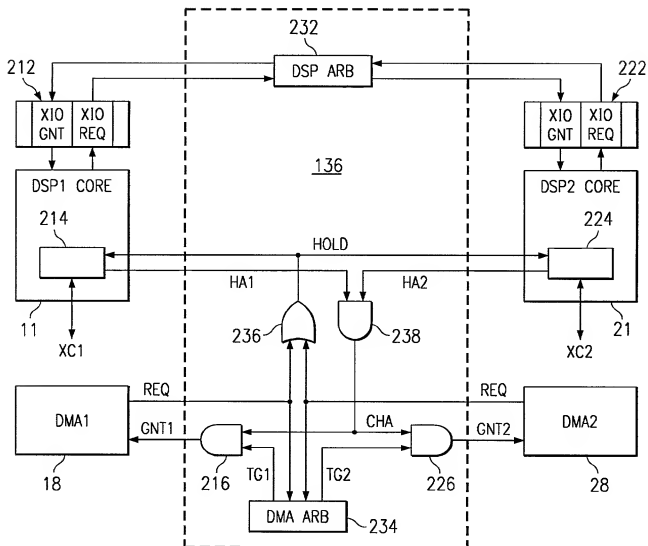 232
DSP ARB
212
222
XIO GNT
XIO REQ
XIO GNT
XIO REQ
136
DSP1 CORE
DSP2 CORE
214
224
HOLD
HA1
HA2
11
236
238
21
XC1
XC2
REQ
REQ
DMA1
DMA2
GNT1
CHA
GNT2
18
216
TG1
TG2
226
28
DMA ARB
234